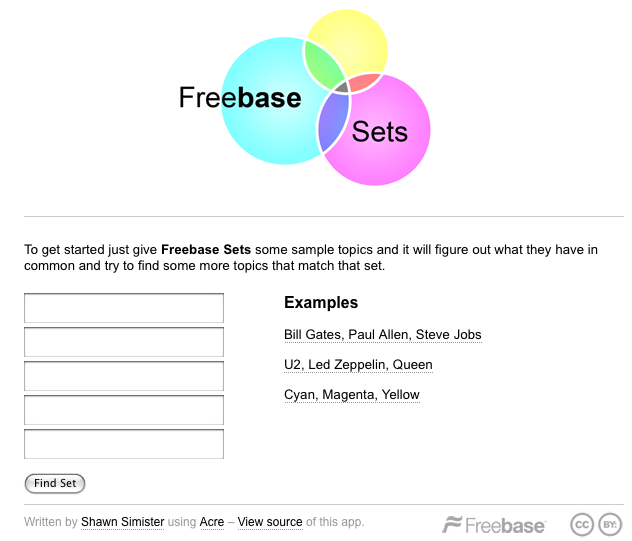 Freebase
Sets
To get started just give Freebase Sets some sample topics and it will figure out what they have in
common and try to find some more topics that match that set.
Examples
Bill Gates, Paul Allen, Steve Jobs
U2, Led Zeppelin, Queen
Cyan, Magenta, Yellow
Find Set
Written by Shawn Simister using Acre – View source of this app.
Freebase
CC BY: